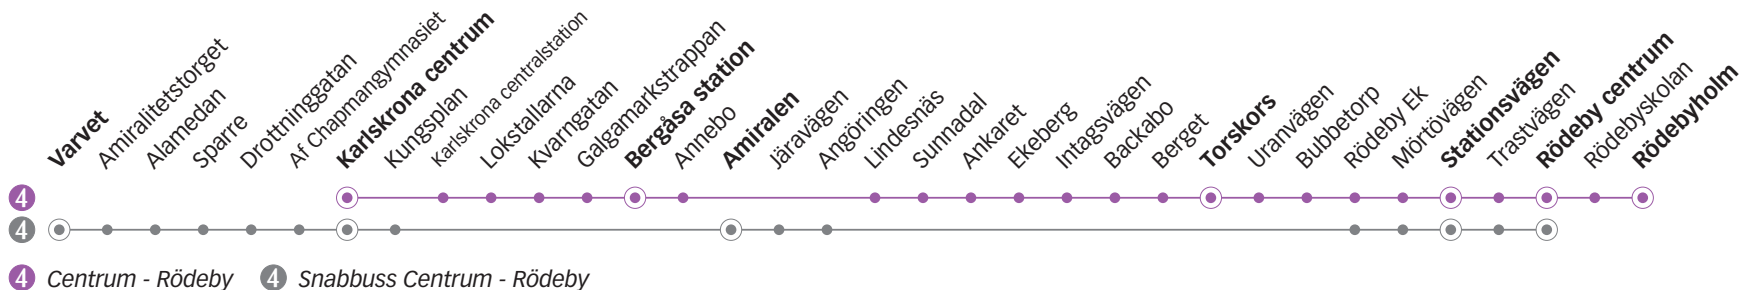 Varvet
Amiralitetstorget
Alamedan
Sparre
Drottninggatan
Af Chapmangymnasiet
Karlskrona centrum
Kungsplan
Karlskrona centralstation
Lokstallarna
Kvarngatan
Galgamarkstrappan
Bergåsa station
Annebo
Amiralen
Järavägen
Angöringen
Lindesnäs
Sunnadal
Ankaret
Ekeberg
Intagsvägen
Backabo
Berget
Torskors
Uranvägen
Bubbetorp
Rödeby Ek
Mörtövägen
Stationsvägen
Trastvägen
Rödeby centrum
Rödebyskolan
Rödebyholm
4
4
4 Centrum - Rödeby 4 Snabbuss Centrum - Rödeby